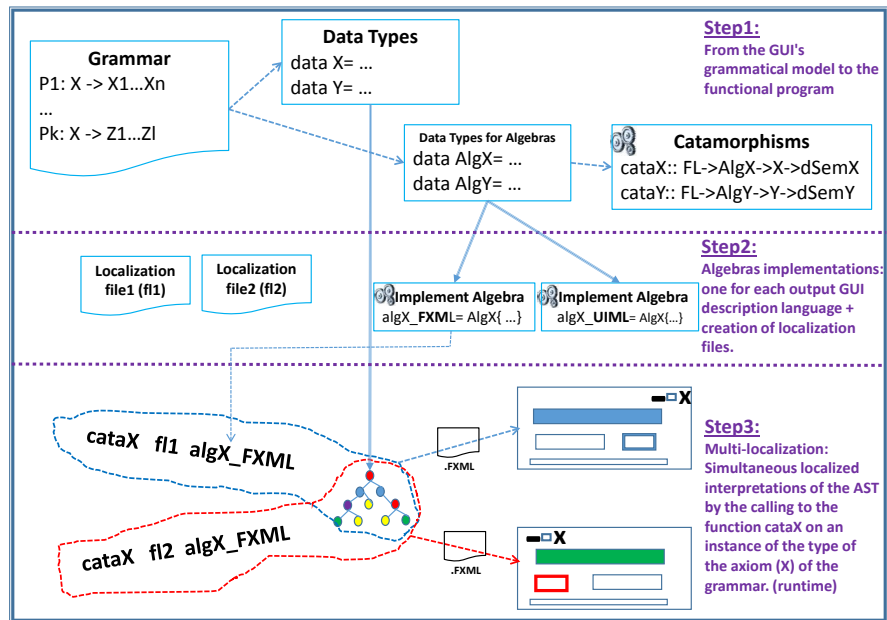 Grammar
P1: X -> X1...Xn
...
Pk: X -> Z1...Zl
Data Types
data X= ...
data Y= ...
Data Types for Algebras
data AlgX= ...
data AlgY= ...
Catamorphisms
cataX:: FL->AlgX->X->dSemX
cataY:: FL->AlgY->Y->dSemY
Step1:
From the GUI's
grammatical model to the
functional program
Localization
file1 (fl1)
Localization
file2 (fl2)
Implement Algebra
algX_FXML= AlgX{ ...}
Implement Algebra
algX_UIML= AlgX{...}
Step2:
Algebras implementations:
one for each output GUI
description language +
creation of localization
files.
cataX fl1 algX_FXML
cataX fl2 algX_FXML
.FXML
.FXML
X
X
Step3:
Multi-localization:
Simultaneous localized
interpretations of the AST
by the calling to the
function cataX on an
instance of the type of
the axiom (X) of the
grammar. (runtime)